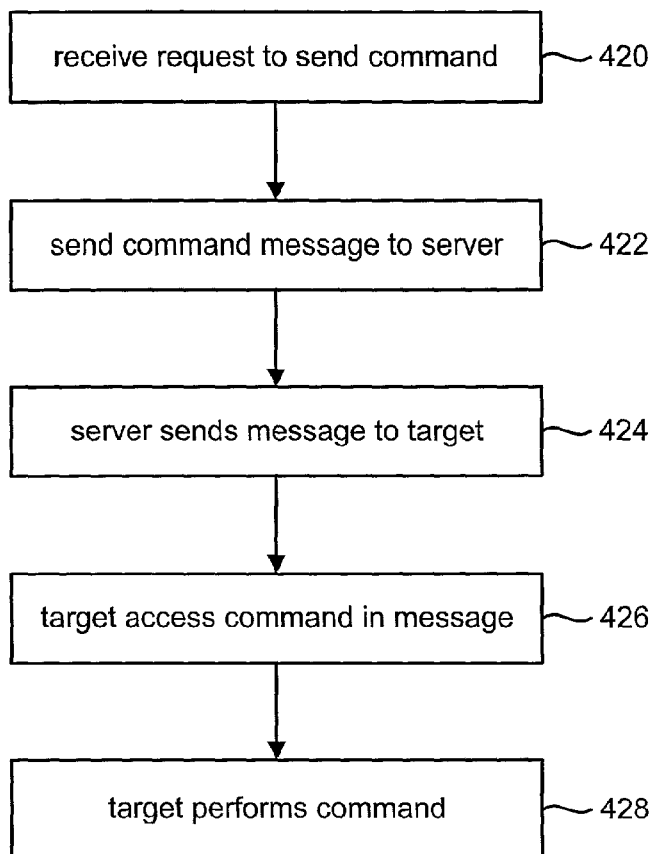 receive request to send command 420
send command message to server 422
server sends message to target 424
target access command in message 426
target performs command 428